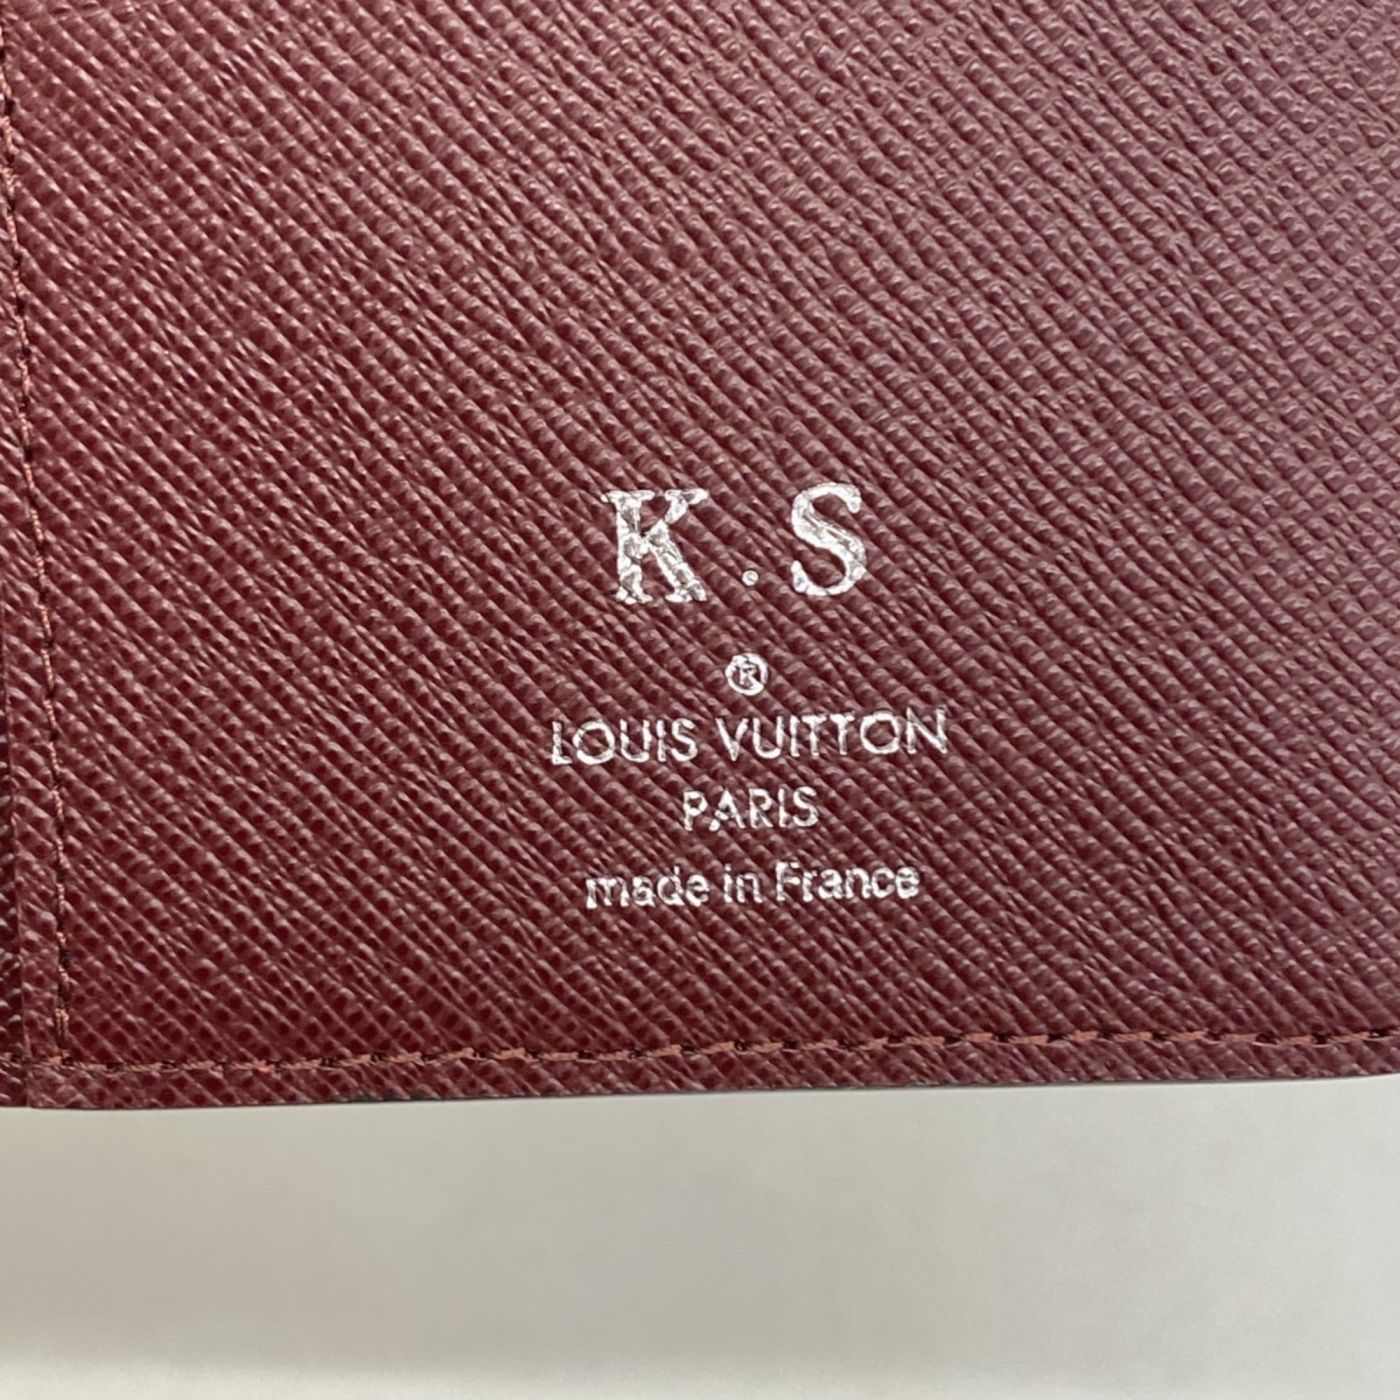 K.S
®
LOUIS VUITTON
PARIS
made in France